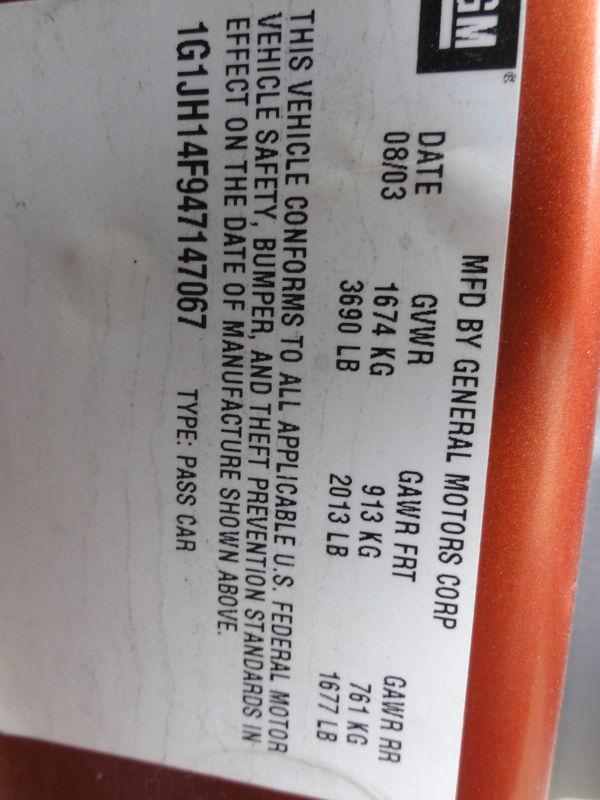 GM
®
MFD BY GENERAL MOTORS CORP
DATE GVWR GAWR FRT GAWR RR
08/03 1674 KG 913 KG 761 KG
3690 LB 2013 LB 1677 LB
THIS VEHICLE CONFORMS TO ALL APPLICABLE U.S. FEDERAL MOTOR
VEHICLE SAFETY, BUMPER, AND THEFT PREVENTION STANDARDS IN
EFFECT ON THE DATE OF MANUFACTURE SHOWN ABOVE.
1G1JH14F947147067 TYPE: PASS CAR